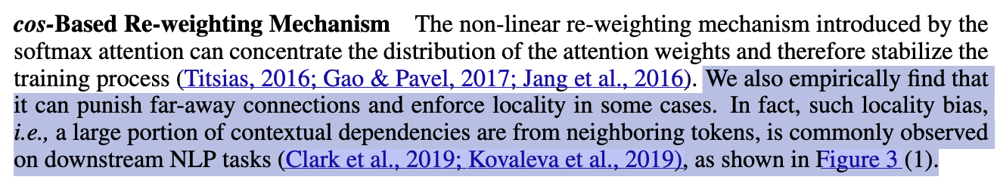 cos-Based Re-weighting Mechanism The non-linear re-weighting mechanism introduced by the
softmax attention can concentrate the distribution of the attention weights and therefore stabilize the
training process (Titsias, 2016; Gao & Pavel, 2017; Jang et al., 2016). We also empirically find that
it can punish far-away connections and enforce locality in some cases. In fact, such locality bias,
i.e., a large portion of contextual dependencies are from neighboring tokens, is commonly observed
on downstream NLP tasks (Clark et al., 2019; Kovaleva et al., 2019), as shown in Figure 3 (1).